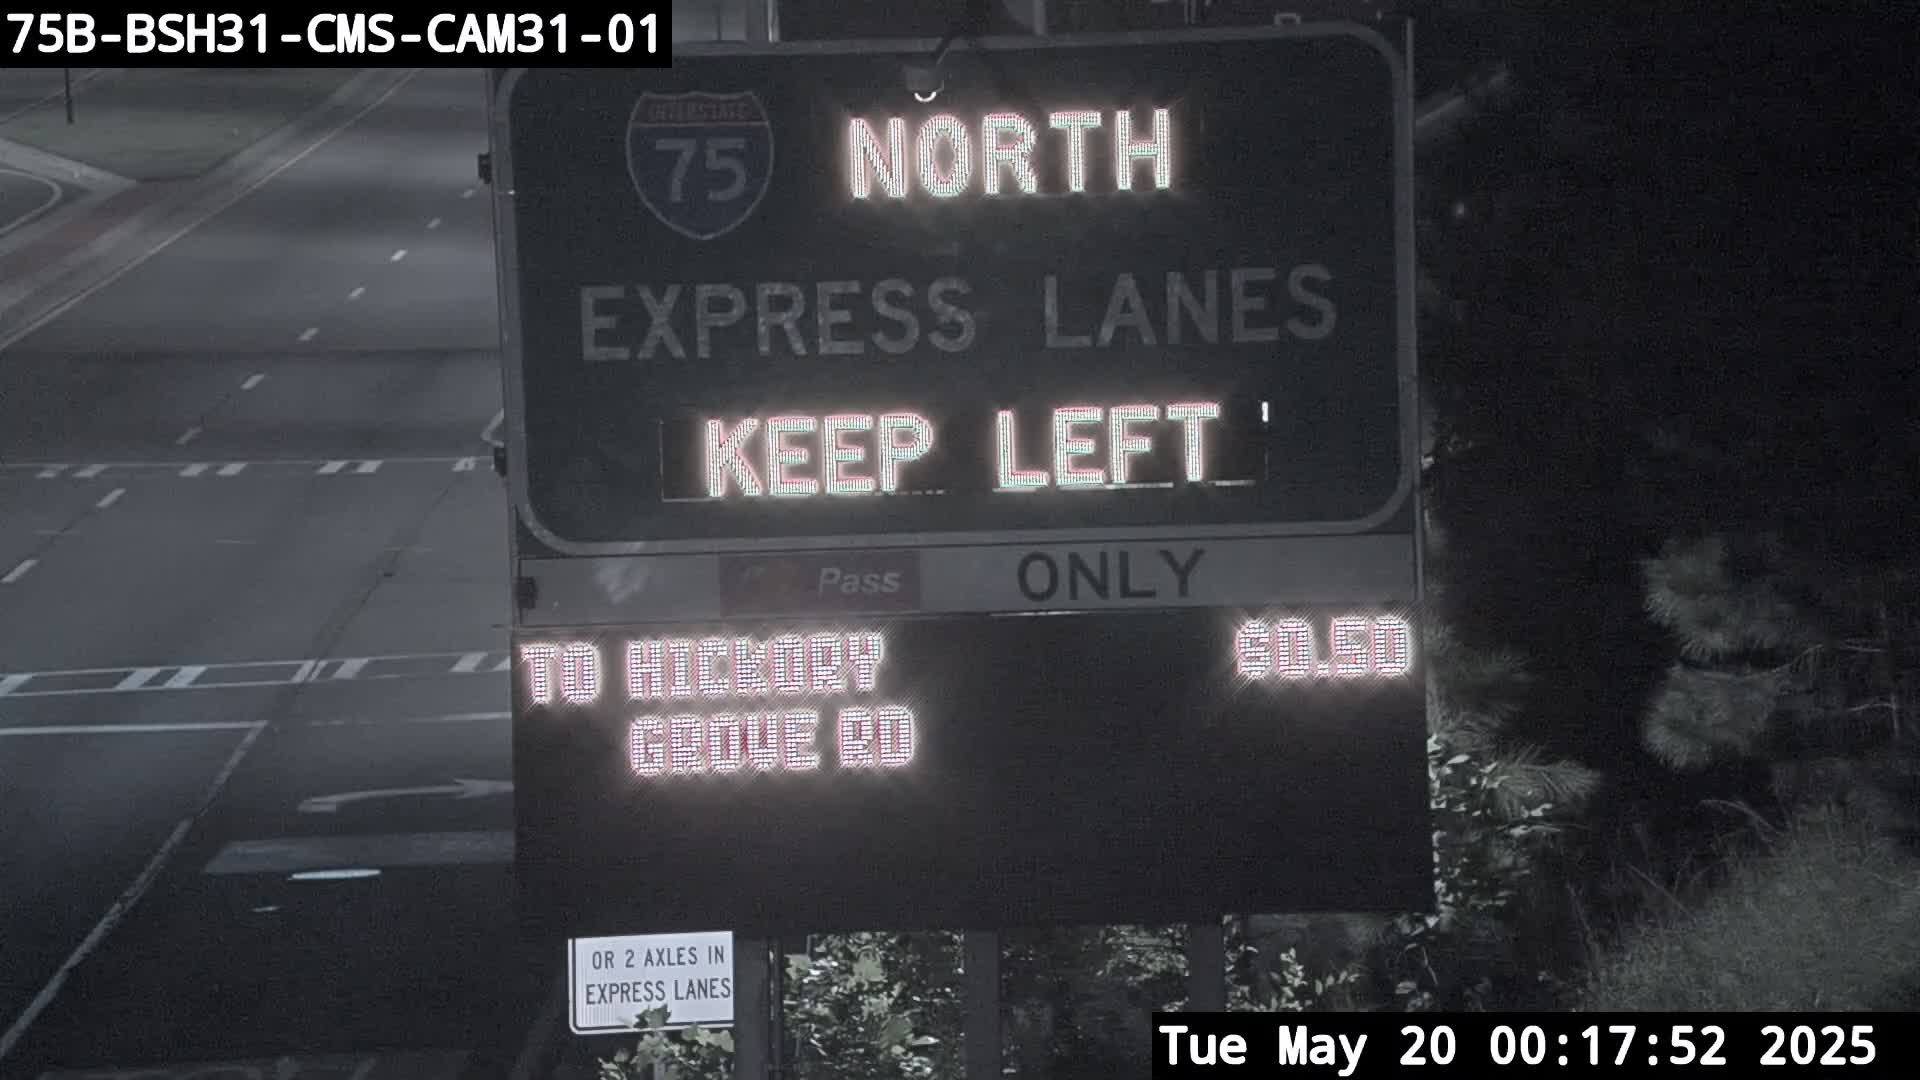 75B-BSH31-CMS-CAM31-01
INTERSTATE
75
NORTH
EXPRESS LANES
KEEP LEFT
Pass ONLY
TO HICKORY $0.50
GROVE RD
OR 2 AXLES IN
EXPRESS LANES
Tue May 20 00:17:52 2025